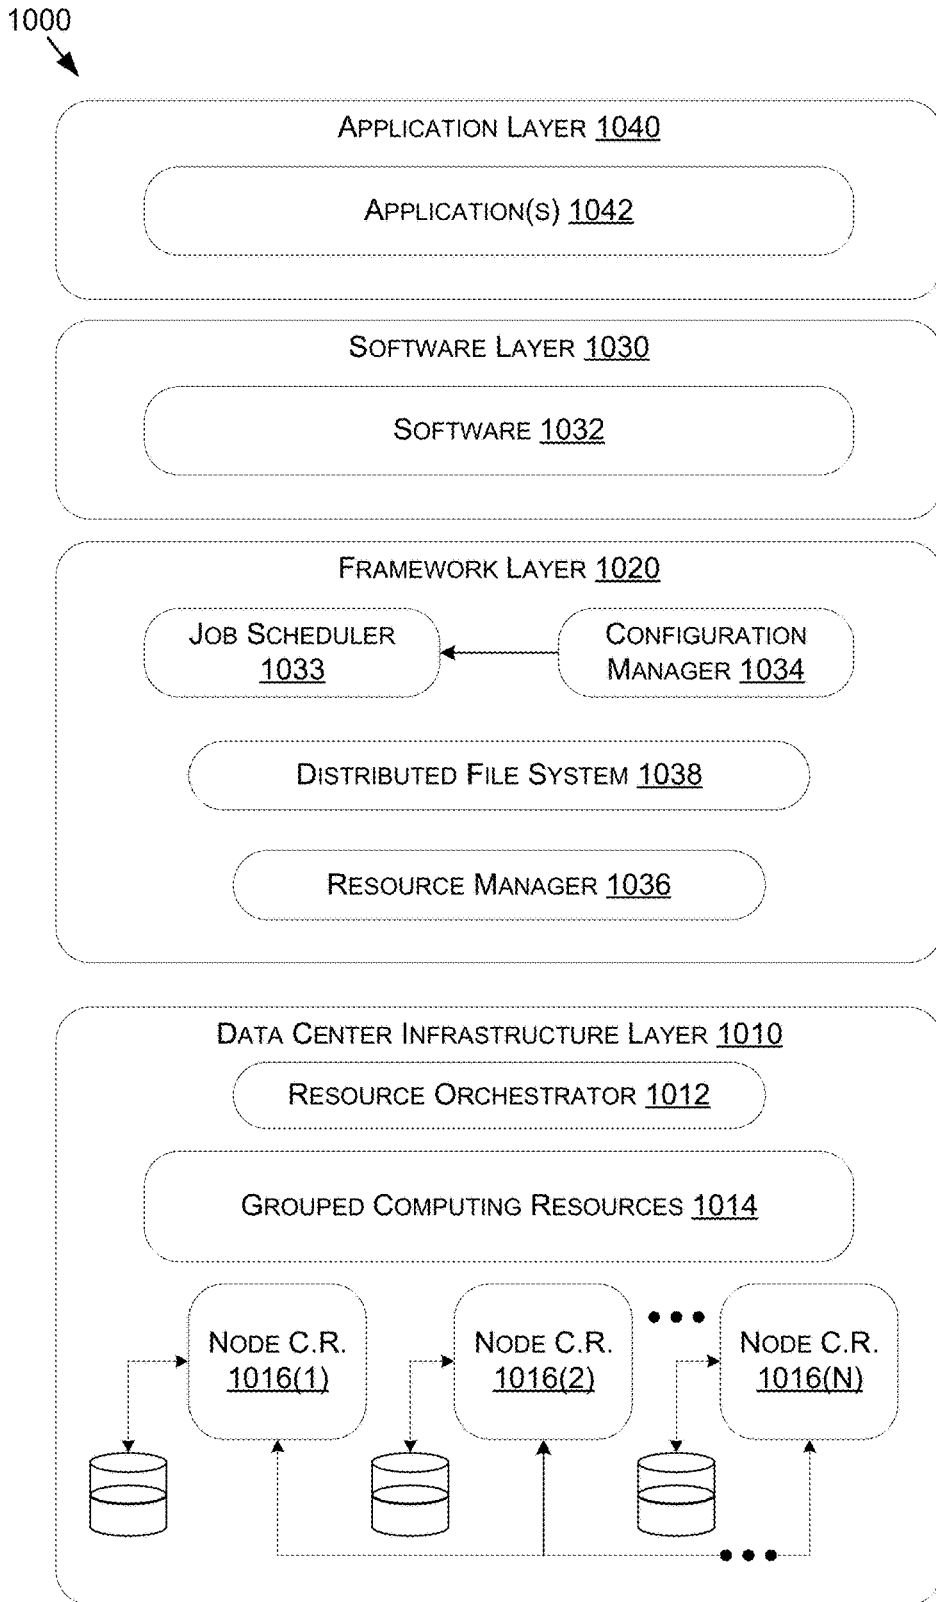 1000
APPLICATION LAYER 1040
APPLICATION(S) 1042
SOFTWARE LAYER 1030
SOFTWARE 1032
FRAMEWORK LAYER 1020
JOB SCHEDULER
1033
CONFIGURATION
MANAGER 1034
DISTRIBUTED FILE SYSTEM 1038
RESOURCE MANAGER 1036
DATA CENTER INFRASTRUCTURE LAYER 1010
RESOURCE ORCHESTRATOR 1012
GROUPED COMPUTING RESOURCES 1014
NODE C.R.
1016(1)
NODE C.R.
1016(2)
NODE C.R.
1016(N)